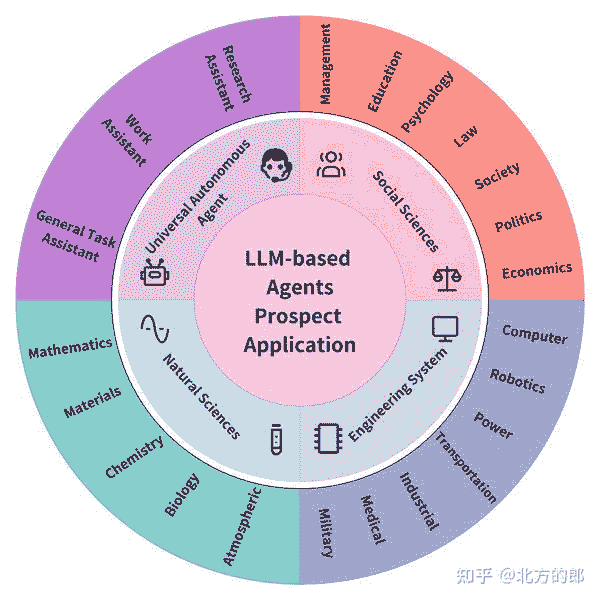 LLM-based
Agents
Prospect
Application
Universal Autonomous
Agent
Social Sciences
Engineering System
Natural Sciences
Research
Assistant
Work
Assistant
General Task
Assistant
Management
Education
Psychology
Law
Society
Politics
Economics
Computer
Robotics
Power
Transportation
Industrial
Medical
Military
Atmospheric
Biology
Chemistry
Materials
Mathematics
知乎 @北方的郎